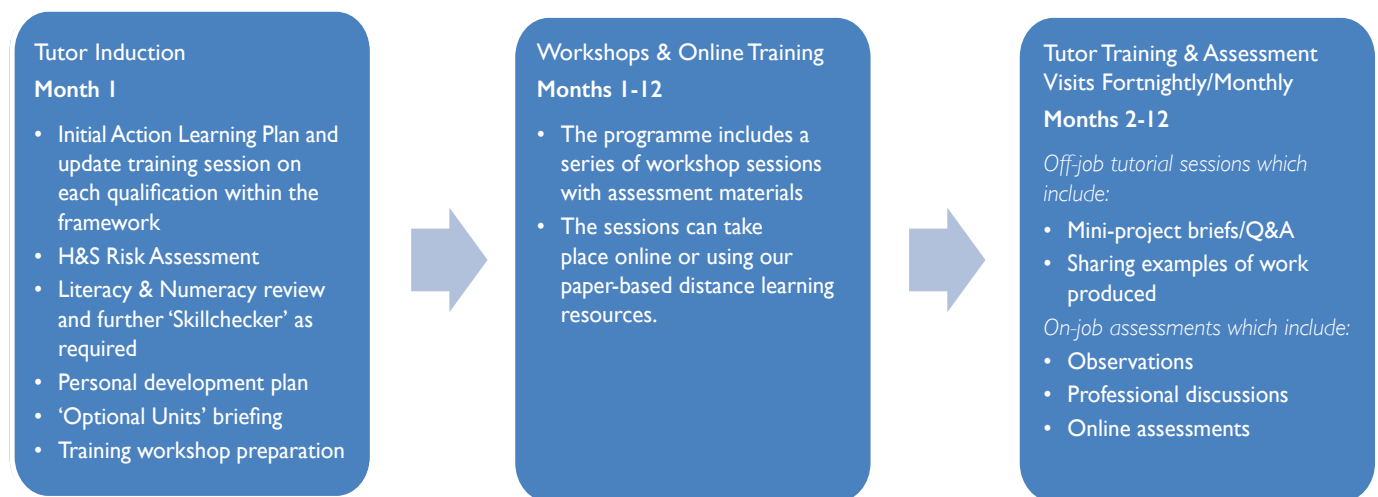 Tutor Induction
Month 1
• Initial Action Learning Plan and
update training session on
each qualification within the
framework
• H&S Risk Assessment
• Literacy & Numeracy review
and further ‘Skillchecker’ as
required
• Personal development plan
• ‘Optional Units’ briefing
• Training workshop preparation
Workshops & Online Training
Months 1-12
• The programme includes a
series of workshop sessions
with assessment materials
• The sessions can take
place online or using our
paper-based distance learning
resources.
Tutor Training & Assessment
Visits Fortnightly/Monthly
Months 2-12
Off-job tutorial sessions which
include:
• Mini-project briefs/Q&A
• Sharing examples of work
produced
On-job assessments which include:
• Observations
• Professional discussions
• Online assessments